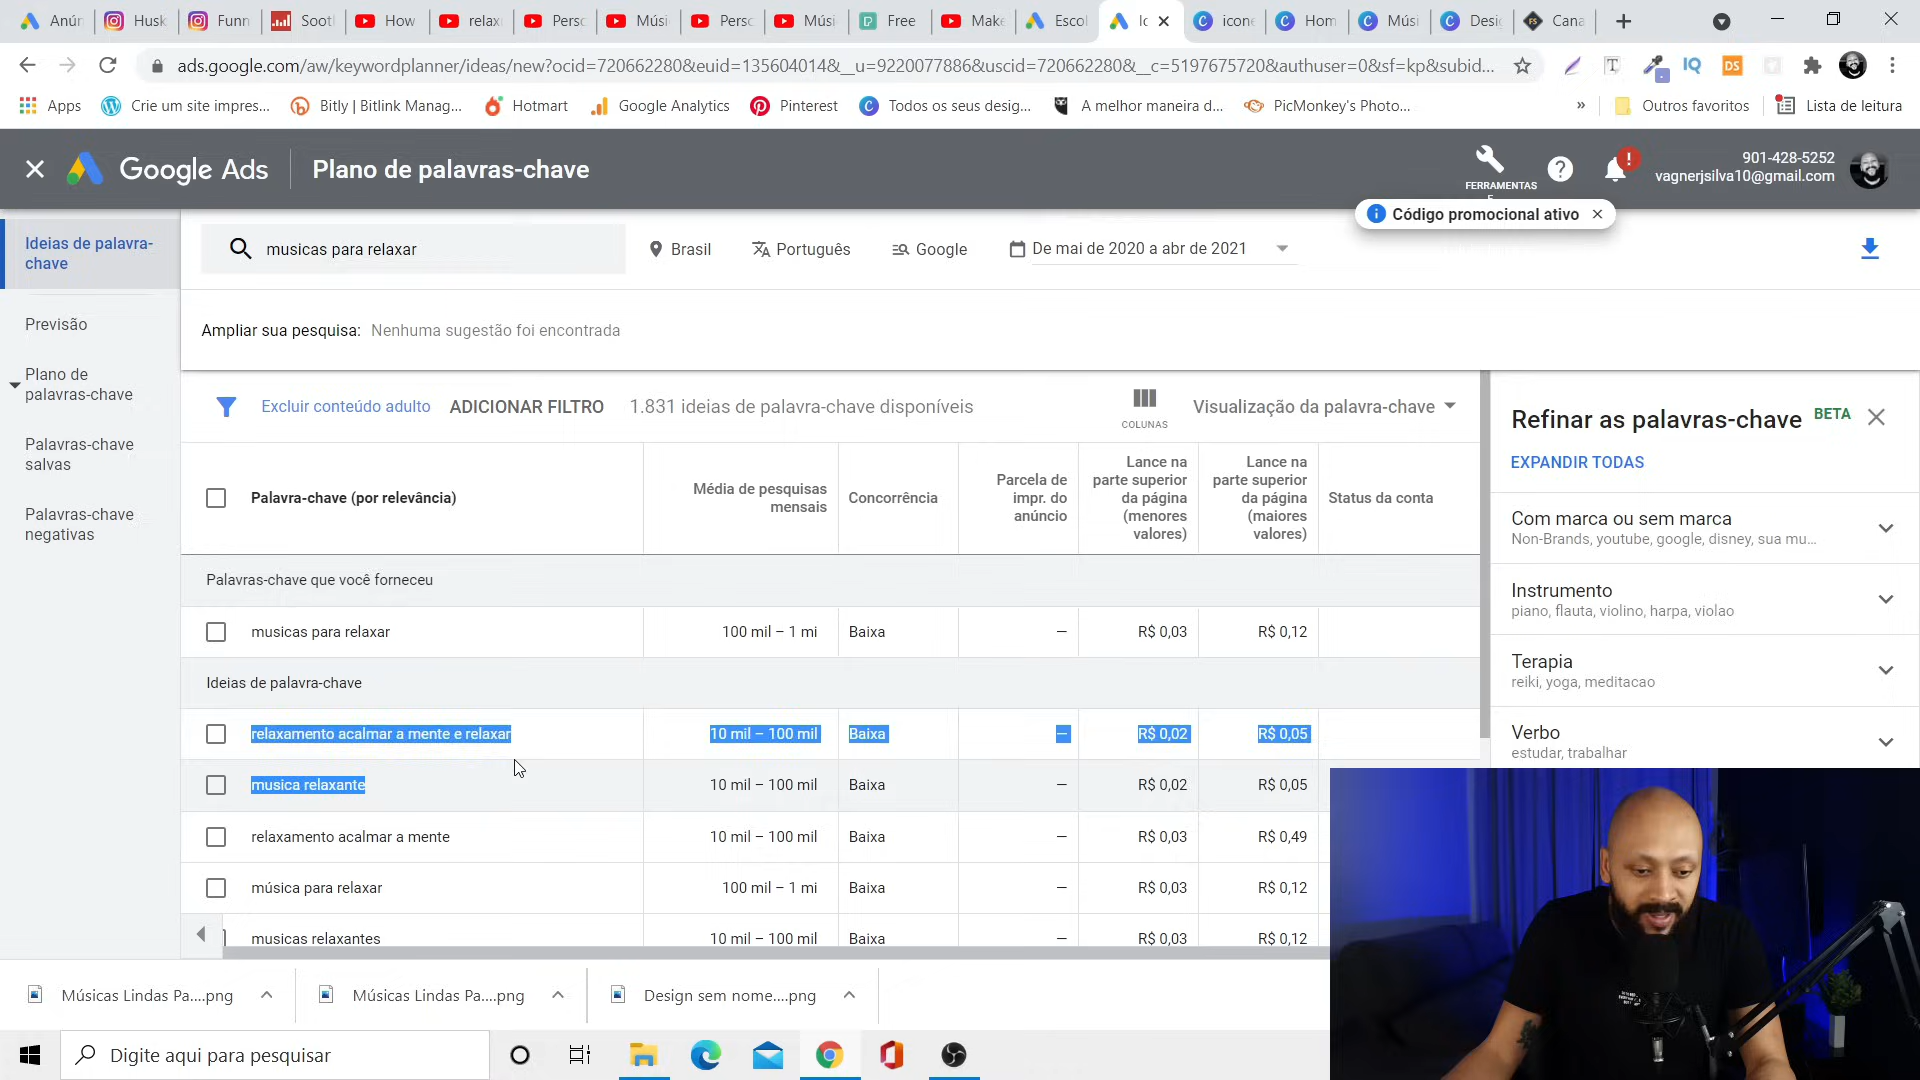 Anún
Husk
Funn
Soot
How
relax
Perso
Músi
Perso
Músi
Free
Make
Escol
Ic
icone
Hom
Músi
Desig
Cana
ads.google.com/aw/keywordplanner/ideas/new?ocid=720662280&euid=135604014&__u=9220077886&uscid=720662280&__c=5197675720&authuser=0&sf=kp&subid...
Apps
Crie um site impres...
Bitly | Bitlink Manag...
Hotmart
Google Analytics
Pinterest
Todos os seus desig...
A melhor maneira d...
PicMonkey's Photo...
»
Outros favoritos
Lista de leitura
Google Ads
Plano de palavras-chave
FERRAMENTAS
901-428-5252
vagnerjsilva10@gmail.com
Código promocional ativo
Ideias de palavra-
chave
Previsão
Plano de
palavras-chave
Palavras-chave
salvas
Palavras-chave
negativas
musicas para relaxar
Brasil
Português
Google
De mai de 2020 a abr de 2021
Ampliar sua pesquisa: Nenhuma sugestão foi encontrada
Excluir conteúdo adulto
ADICIONAR FILTRO
1.831 ideias de palavra-chave disponíveis
COLUNAS
Visualização da palavra-chave
Palavra-chave (por relevância)
Média de pesquisas
mensais
Concorrência
Parcela de
impr. do
anúncio
Lance na
parte superior
da página
(menores
valores)
Lance na
parte superior
da página
(maiores
valores)
Status da conta
Palavras-chave que você forneceu
musicas para relaxar 100 mil – 1 mi Baixa – R$ 0,03 R$ 0,12
Ideias de palavra-chave
relaxamento acalmar a mente e relaxar 10 mil – 100 mil Baixa – R$ 0,02 R$ 0,05
musica relaxante 10 mil – 100 mil Baixa – R$ 0,02 R$ 0,05
relaxamento acalmar a mente 10 mil – 100 mil Baixa – R$ 0,03 R$ 0,49
música para relaxar 100 mil – 1 mi Baixa – R$ 0,03 R$ 0,12
musicas relaxantes 10 mil – 100 mil Baixa – R$ 0,03 R$ 0,12
Refinar as palavras-chave BETA
EXPANDIR TODAS
Com marca ou sem marca
Non-Brands, youtube, google, disney, sua mu...
Instrumento
piano, flauta, violino, harpa, violao
Terapia
reiki, yoga, meditacao
Verbo
estudar, trabalhar
Músicas Lindas Pa....png
Músicas Lindas Pa....png
Design sem nome....png
Digite aqui para pesquisar